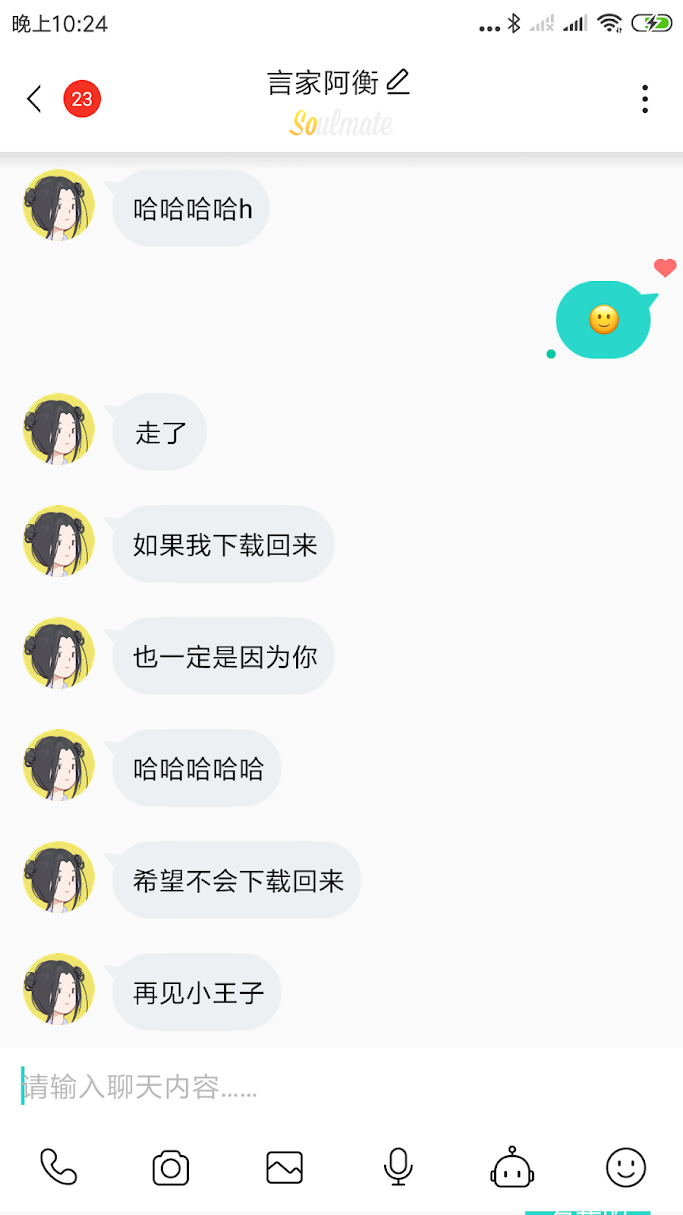 晚上10:24
23
言家阿衡
Soulmate
哈哈哈哈h
走了
如果我下载回来
也一定是因为你
哈哈哈哈哈
希望不会下载回来
再见小王子
请输入聊天内容……